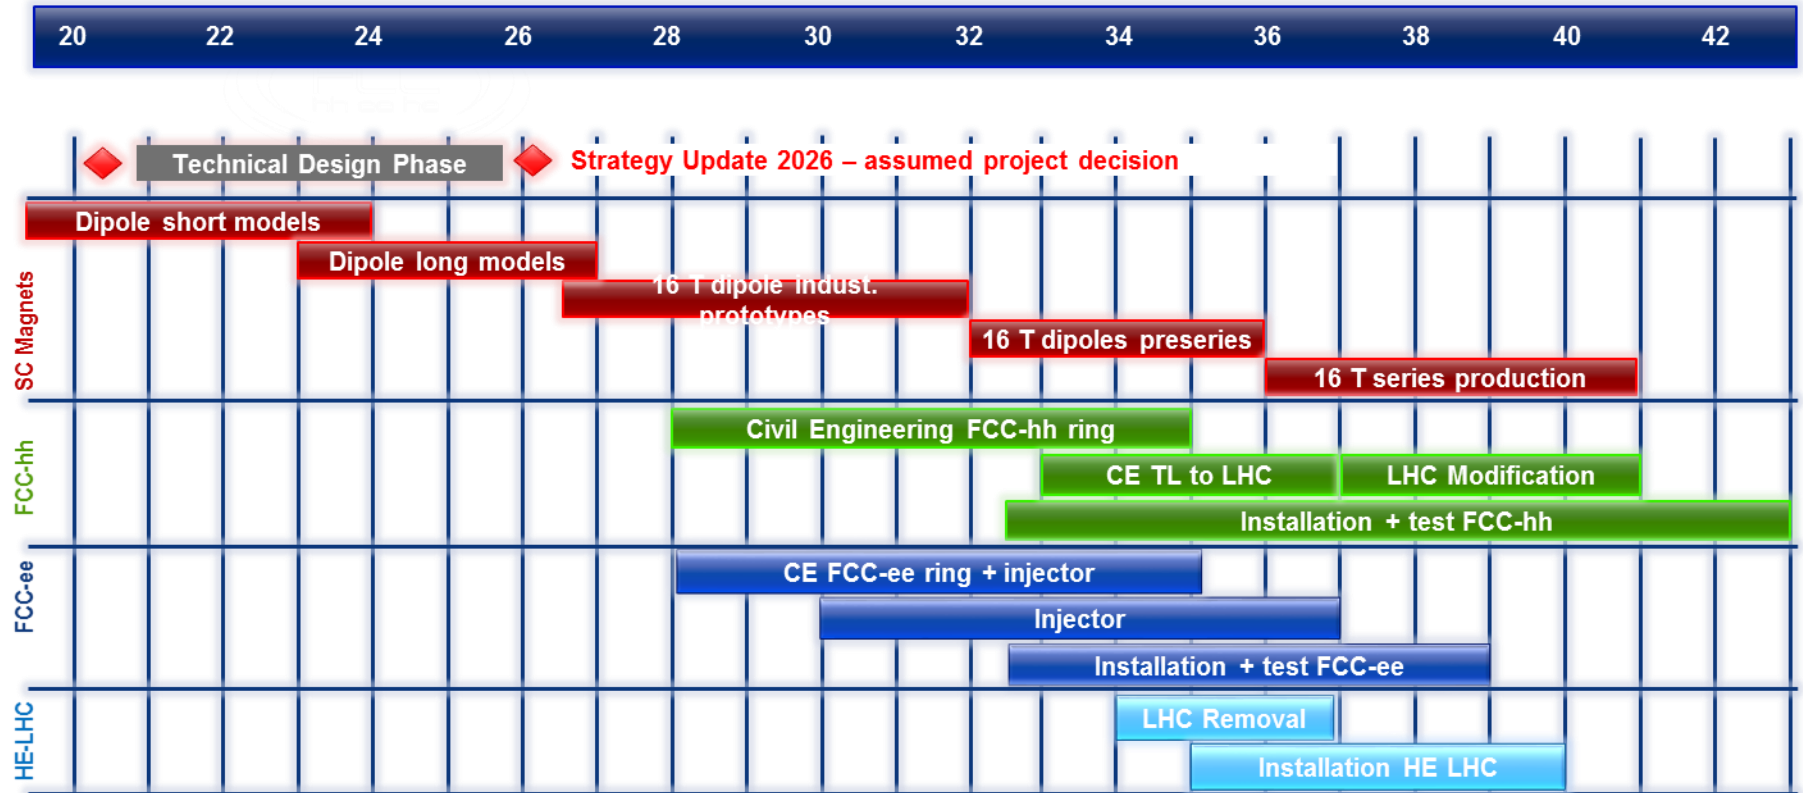 20 22 24 26 28 30 32 34 36 38 40 42
Technical Design Phase
Strategy Update 2026 – assumed project decision
SC Magnets
Dipole short models
Dipole long models
16 T dipole indust.
prototypes
16 T dipoles preseries
16 T series production
FCC-hh
Civil Engineering FCC-hh ring
CE TL to LHC
LHC Modification
Installation + test FCC-hh
FCC-ee
CE FCC-ee ring + injector
Injector
Installation + test FCC-ee
HE-LHC
LHC Removal
Installation HE LHC